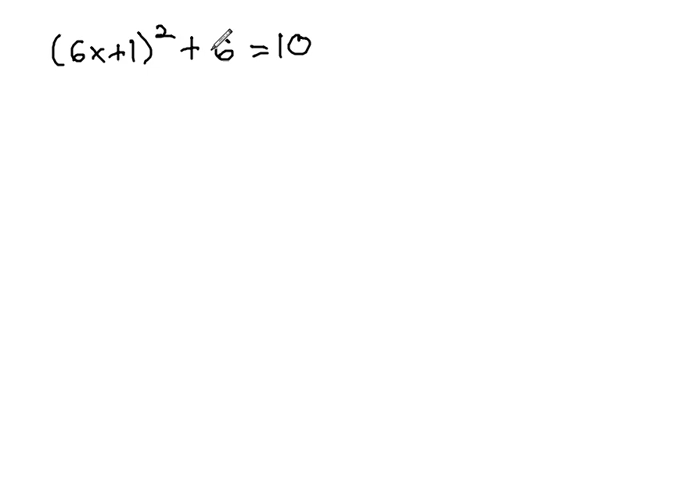 (6x+1)² + 6 = 10